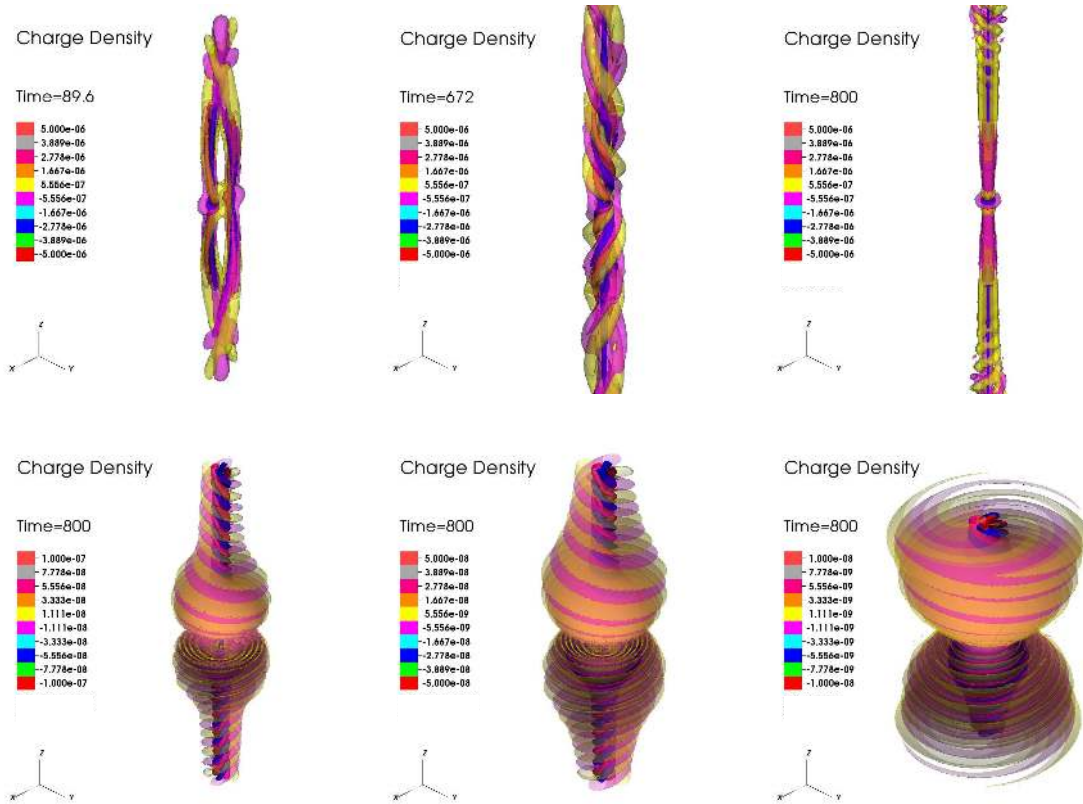 Charge Density
Time=89.6
5.000e-06
3.889e-06
2.778e-06
1.667e-06
5.556e-07
-5.556e-07
-1.667e-06
-2.778e-06
-3.889e-06
-5.000e-06
Z
X
Y
Charge Density
Time=672
5.000e-06
3.889e-06
2.778e-06
1.667e-06
5.556e-07
-5.556e-07
-1.667e-06
-2.778e-06
-3.889e-06
-5.000e-06
Z
X
Y
Charge Density
Time=800
5.000e-06
3.889e-06
2.778e-06
1.667e-06
5.556e-07
-5.556e-07
-1.667e-06
-2.778e-06
-3.889e-06
-5.000e-06
Z
X
Y
Charge Density
Time=800
1.000e-07
7.778e-08
5.556e-08
3.333e-08
1.111e-08
-1.111e-08
-3.333e-08
-5.556e-08
-7.778e-08
-1.000e-07
Z
X
Y
Charge Density
Time=800
5.000e-08
3.889e-08
2.778e-08
1.667e-08
5.556e-09
-5.556e-09
-1.667e-08
-2.778e-08
-3.889e-08
-5.000e-08
Z
X
Y
Charge Density
Time=800
1.000e-08
7.778e-09
5.556e-09
3.333e-09
1.111e-09
-1.111e-09
-3.333e-09
-5.556e-09
-7.778e-09
-1.000e-08
Z
X
Y